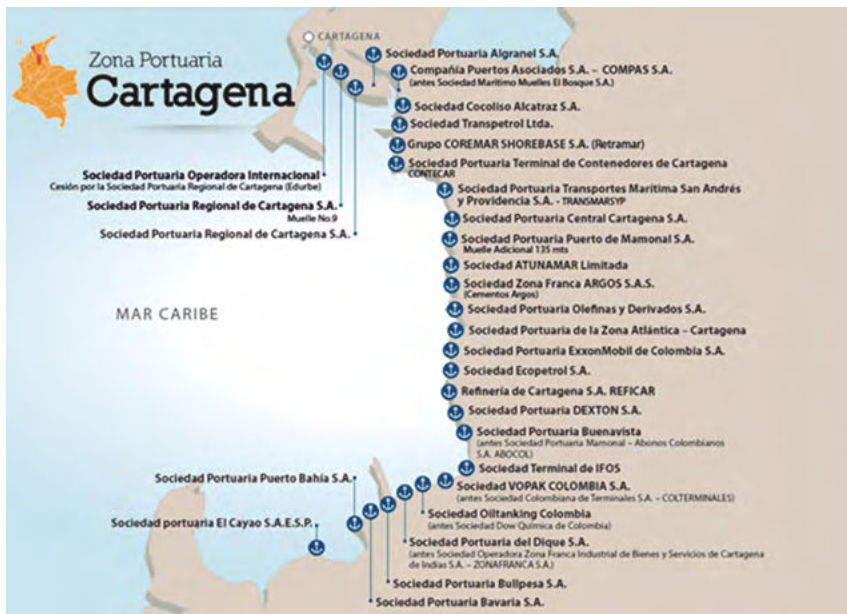 Zona Portuaria
Cartagena
CARTAGENA
Sociedad Portuaria Algranel S.A.
Compañía Puertos Asociados S.A. – COMPAS S.A.
(antes Sociedad Marítimo Muelles El Bosque S.A.)
Sociedad Cocoliso Alcatraz S.A.
Sociedad Transpetrol Ltda.
Grupo COREMAR SHOREBASE S.A. (Retramar)
Sociedad Portuaria Terminal de Contenedores de Cartagena
CONTECAR
Sociedad Portuaria Operadora Internacional
Cesión por la Sociedad Portuaria Regional de Cartagena (Edurbe)
Sociedad Portuaria Regional de Cartagena S.A.
Muelle No.9
Sociedad Portuaria Regional de Cartagena S.A.
Sociedad Portuaria Transportes Marítima San Andrés
y Providencia S.A. - TRANSMARSYP
Sociedad Portuaria Central Cartagena S.A.
Sociedad Portuaria Puerto de Mamonal S.A.
Muelle Adicional 135 mts
Sociedad ATUNAMAR Limitada
Sociedad Zona Franca ARGOS S.A.S.
(Cementos Argos)
Sociedad Portuaria Olefinas y Derivados S.A.
MAR CARIBE
Sociedad Portuaria de la Zona Atlántica – Cartagena
Sociedad Portuaria ExxonMobil de Colombia S.A.
Sociedad Ecopetrol S.A.
Refinería de Cartagena S.A. REFICAR
Sociedad Portuaria DEXTON S.A.
Sociedad Portuaria Buenavista
(antes Sociedad Portuaria Mamonal – Abonos Colombianos
S.A. ABOCOL)
Sociedad Terminal de IFOS
Sociedad VOPAK COLOMBIA S.A.
(antes Sociedad Colombiana de Terminales S.A. – COLTERMINALES)
Sociedad Oiltanking Colombia
(antes Sociedad Dow Química de Colombia)
Sociedad Portuaria del Dique S.A.
(antes Sociedad Operadora Zona Franca Industrial de Bienes y Servicios de Cartagena
de Indias S.A. – ZONAFRANCA S.A.)
Sociedad Portuaria Bullpesa S.A.
Sociedad Portuaria Bavaria S.A.
Sociedad Portuaria Puerto Bahía S.A.
Sociedad portuaria El Cayao S.A.E.S.P.